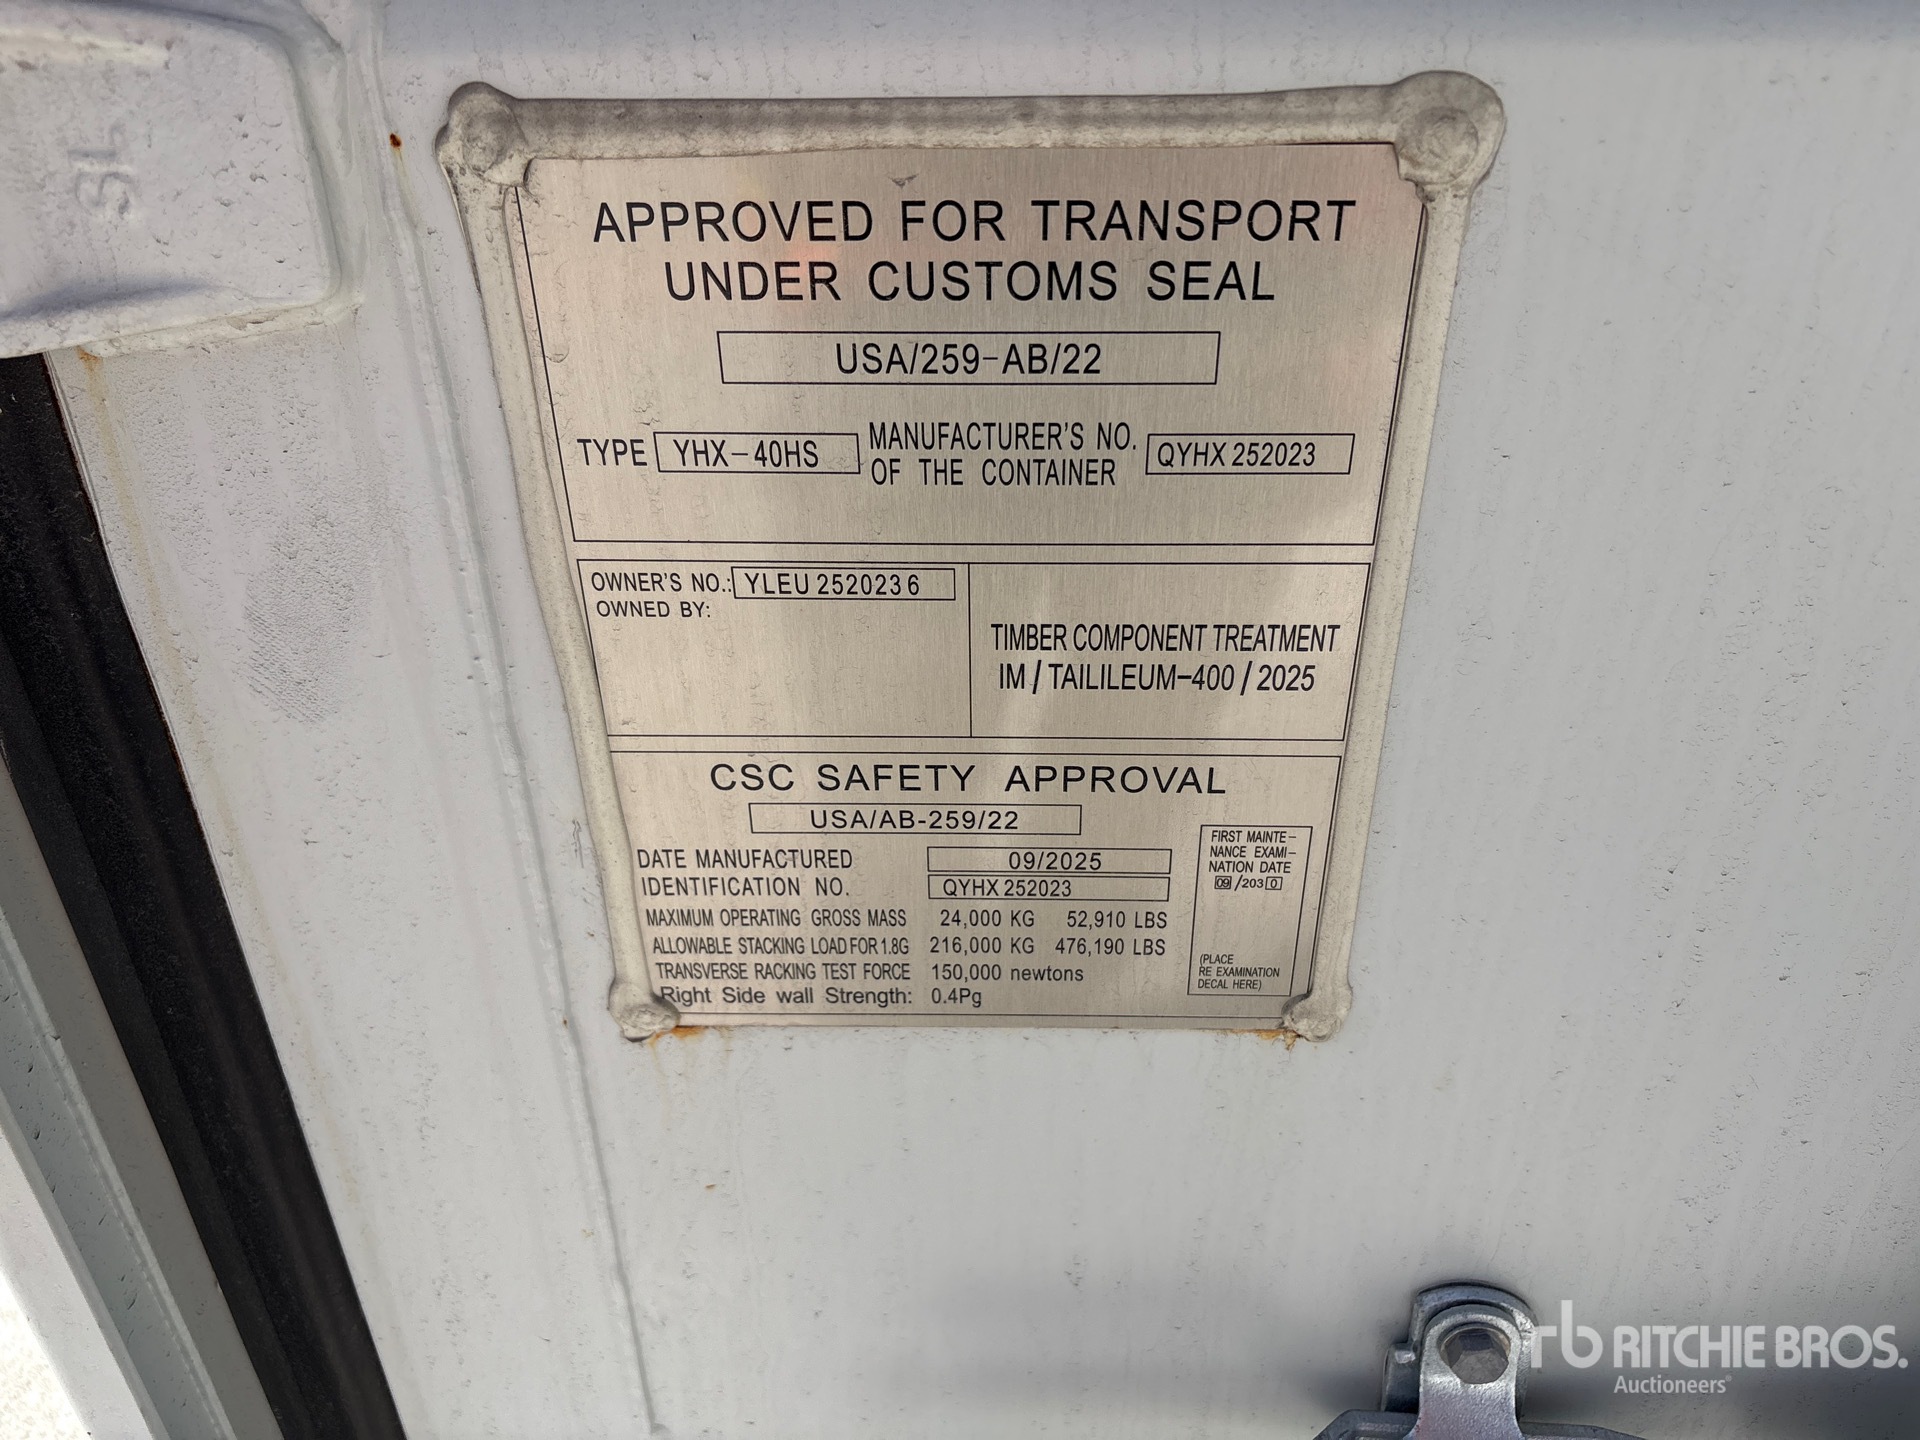 APPROVED FOR TRANSPORT
UNDER CUSTOMS SEAL
USA/259-AB/22
TYPE YHX-40HS MANUFACTURER'S NO. OF THE CONTAINER QYHX 252023
OWNER'S NO.: YLEU 252023 6
OWNED BY:
TIMBER COMPONENT TREATMENT
IM / TAILILEUM-400 / 2025
CSC SAFETY APPROVAL
USA/AB-259/22
DATE MANUFACTURED 09/2025
IDENTIFICATION NO. QYHX 252023
MAXIMUM OPERATING GROSS MASS 24,000 KG 52,910 LBS
ALLOWABLE STACKING LOAD FOR 1.8G 216,000 KG 476,190 LBS
TRANSVERSE RACKING TEST FORCE 150,000 newtons
Right Side wall Strength: 0.4Pg
FIRST MAINTE-
NANCE EXAMI-
NATION DATE
09 /2030
(PLACE
RE EXAMINATION
DECAL HERE)
SL
rb RITCHIE BROS.
Auctioneers